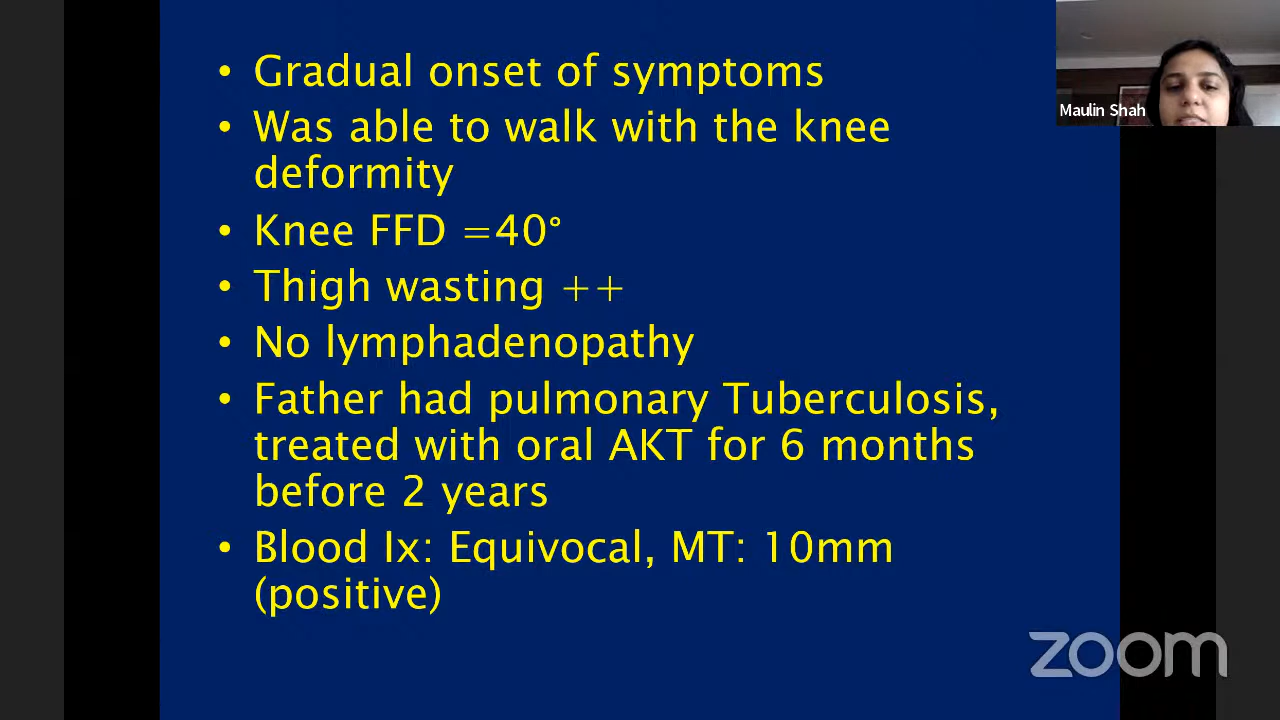 • Gradual onset of symptoms
• Was able to walk with the knee
deformity
• Knee FFD =40°
• Thigh wasting ++
• No lymphadenopathy
• Father had pulmonary Tuberculosis,
treated with oral AKT for 6 months
before 2 years
• Blood Ix: Equivocal, MT: 10mm
(positive)
Maulin Shah
zoom